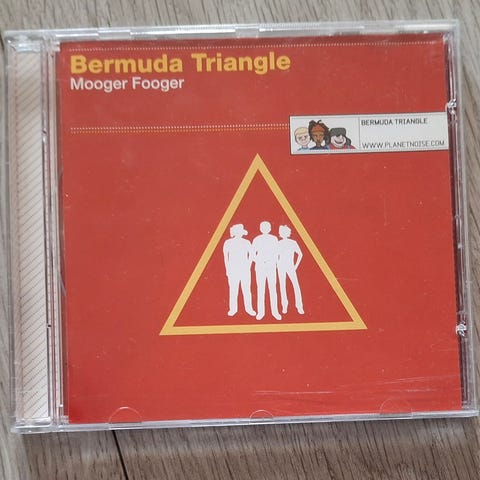 Bermuda Triangle
Mooger Fooger
BERMUDA TRIANGLE
WWW.PLANETNOISE.COM